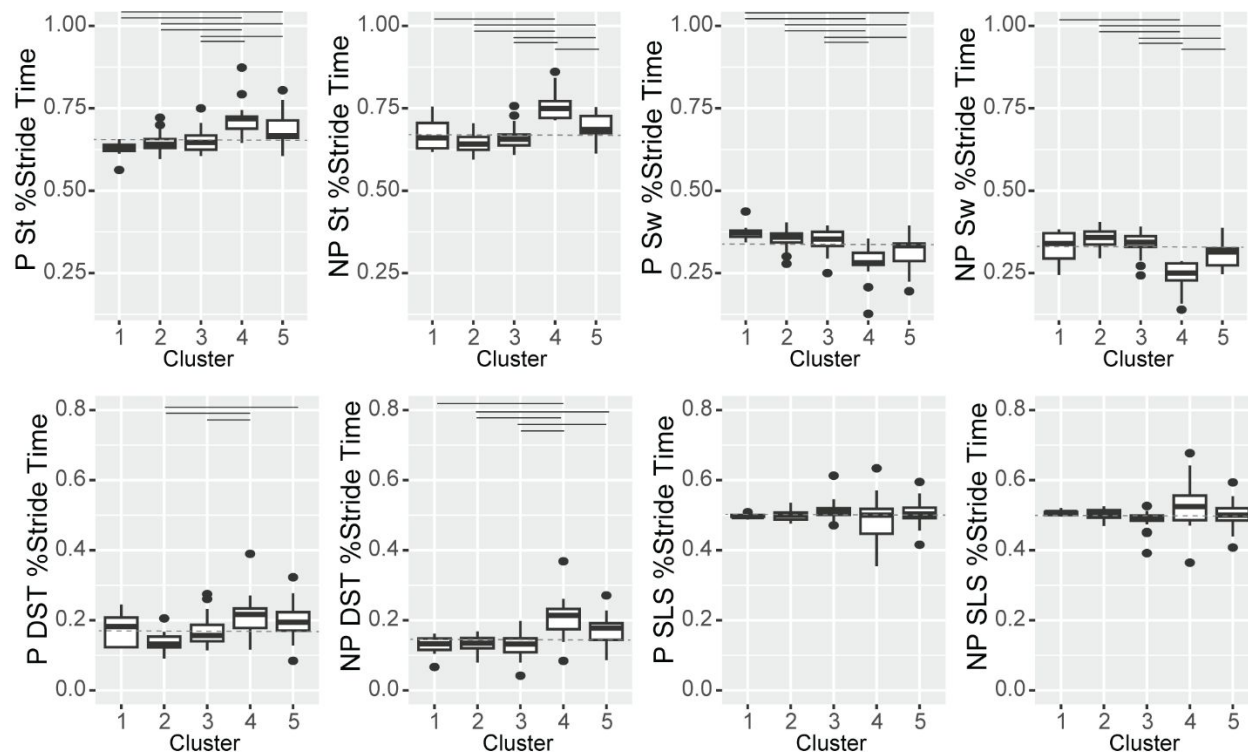 P St %Stride Time
1.00
0.75
0.50
0.25
1 2 3 4 5
Cluster
NP St %Stride Time
1.00
0.75
0.50
0.25
1 2 3 4 5
Cluster
P Sw %Stride Time
1.00
0.75
0.50
0.25
1 2 3 4 5
Cluster
NP Sw %Stride Time
1.00
0.75
0.50
0.25
1 2 3 4 5
Cluster
P DST %Stride Time
0.8
0.6
0.4
0.2
0.0
1 2 3 4 5
Cluster
NP DST %Stride Time
0.8
0.6
0.4
0.2
0.0
1 2 3 4 5
Cluster
P SLS %Stride Time
0.8
0.6
0.4
0.2
0.0
1 2 3 4 5
Cluster
NP SLS %Stride Time
0.8
0.6
0.4
0.2
0.0
1 2 3 4 5
Cluster